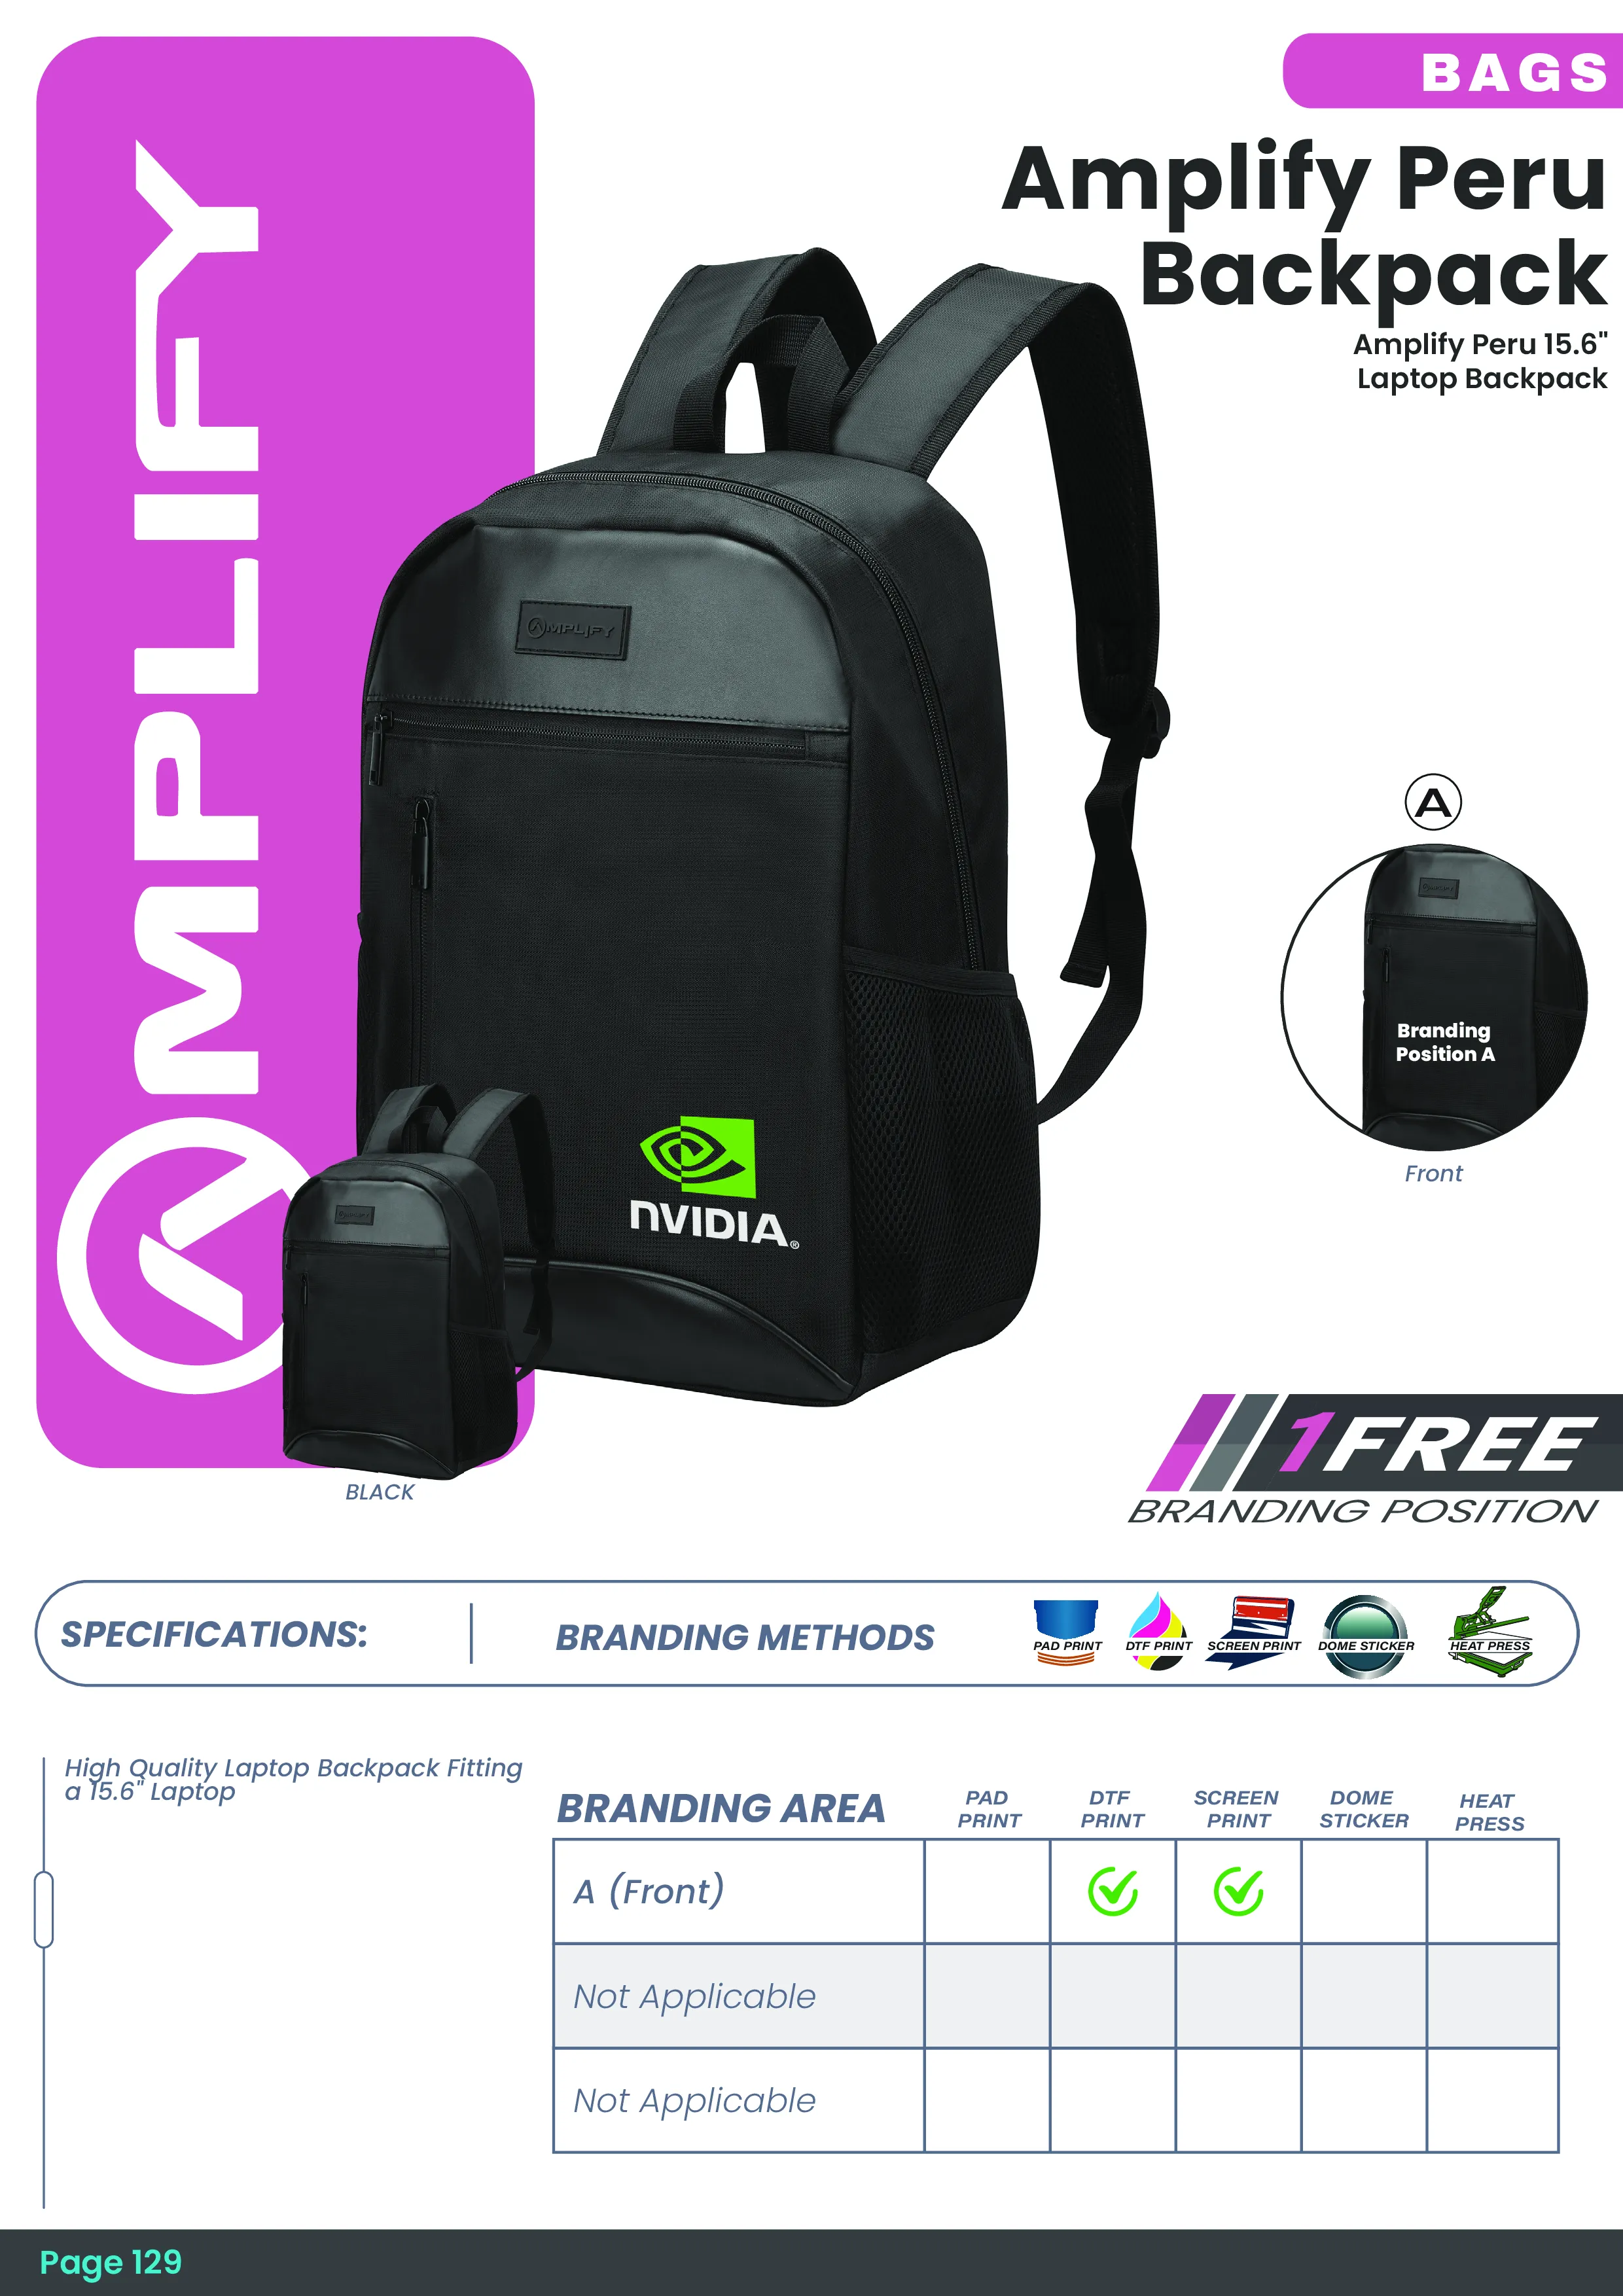 BAGS
Amplify Peru
Backpack
Amplify Peru 15.6"
Laptop Backpack
AMPLIFY
AMPLIFY
NVIDIA®
A
Branding
Position A
Front
BLACK
1FREE
BRANDING POSITION
SPECIFICATIONS:
BRANDING METHODS
PAD PRINT
DTF PRINT
SCREEN PRINT
DOME STICKER
HEAT PRESS
High Quality Laptop Backpack Fitting
a 15.6" Laptop
BRANDING AREA
PAD PRINT
DTF PRINT
SCREEN PRINT
DOME STICKER
HEAT PRESS
A (Front)
Not Applicable
Not Applicable
Page 129